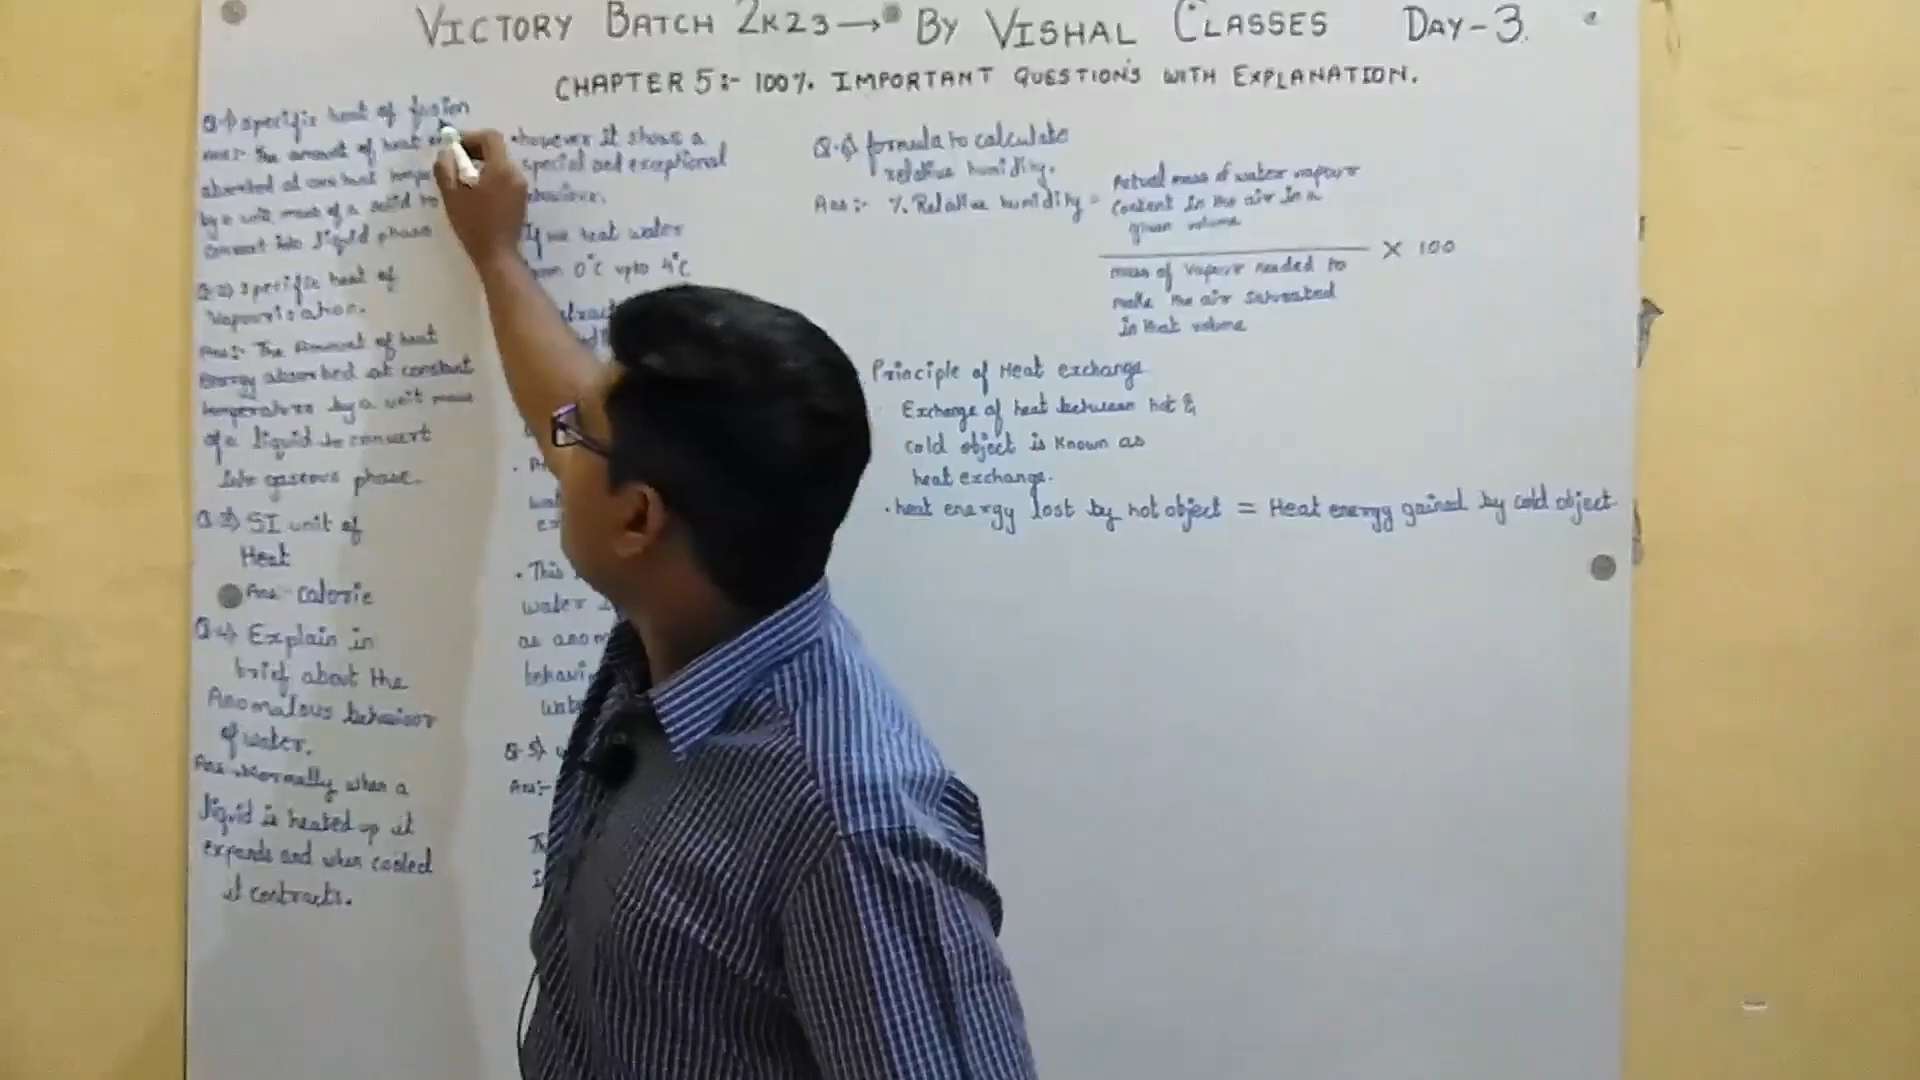 VICTORY BATCH 2K23 → By VISHAL CLASSES DAY-3.
CHAPTER 5:- 100% IMPORTANT QUESTIONS WITH EXPLANATION.
Q-1) specific heat of fusion
Ans:- The amount of heat
absorbed at constant
by a unit mass of a solid to
convert into liquid phase
Q-2) specific heat of
Vapourisation.
Ans:- The Amount of heat
Energy absorbed at constant
temperature by a unit mass
of a liquid to convert
into gaseous phase.
Q 3) SI unit of
Heat
Ans- calorie
Q-4) Explain in
brief about the
Anomalous behaviour
of water.
Ans. Normally when a
liquid is heated up it
expands and when cooled
it contracts.
• however it shows a
special and exceptional
If we heat water
from 0°C upto 4°C
• This
water
as anom
behavi
wate
Q-5)
Ans:-
Q-6) formula to calculate
relative humidity.
Ans:- % Relative humidity = Actual mass of water vapour
content in the air in a
given volume
mass of vapour needed to
make the air saturated
in that volume
X 100
Principle of Heat exchange
Exchange of heat between hot &
cold object is known as
heat exchange.
• heat energy lost by hot object = Heat energy gained by cold object